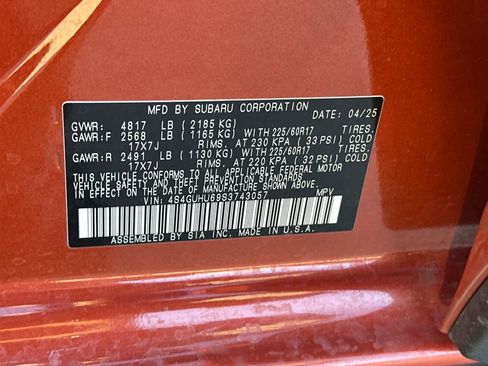 MFD BY SUBARU CORPORATION DATE: 04/25
GVWR: 4817 LB (2185 KG)
GAWR:F 2568 LB (1165 KG) WITH 225/60R17 TIRES.
17X7J RIMS. AT 230 KPA (33 PSI) COLD
GAWR:R 2491 LB (1130 KG) WITH 225/60R17 TIRES.
17X7J RIMS. AT 220 KPA (32 PSI) COLD
THIS VEHICLE CONFORMS TO ALL APPLICABLE FEDERAL MOTOR
VEHICLE SAFETY STANDARDS
IN EFFECT ON THE DATE OF MANUFACTURE SHOWN ABOVE.
VIN: 4S4GUHU69S3743057 MPV
ASSEMBLED BY SIA INC. MADE IN U.S.A.